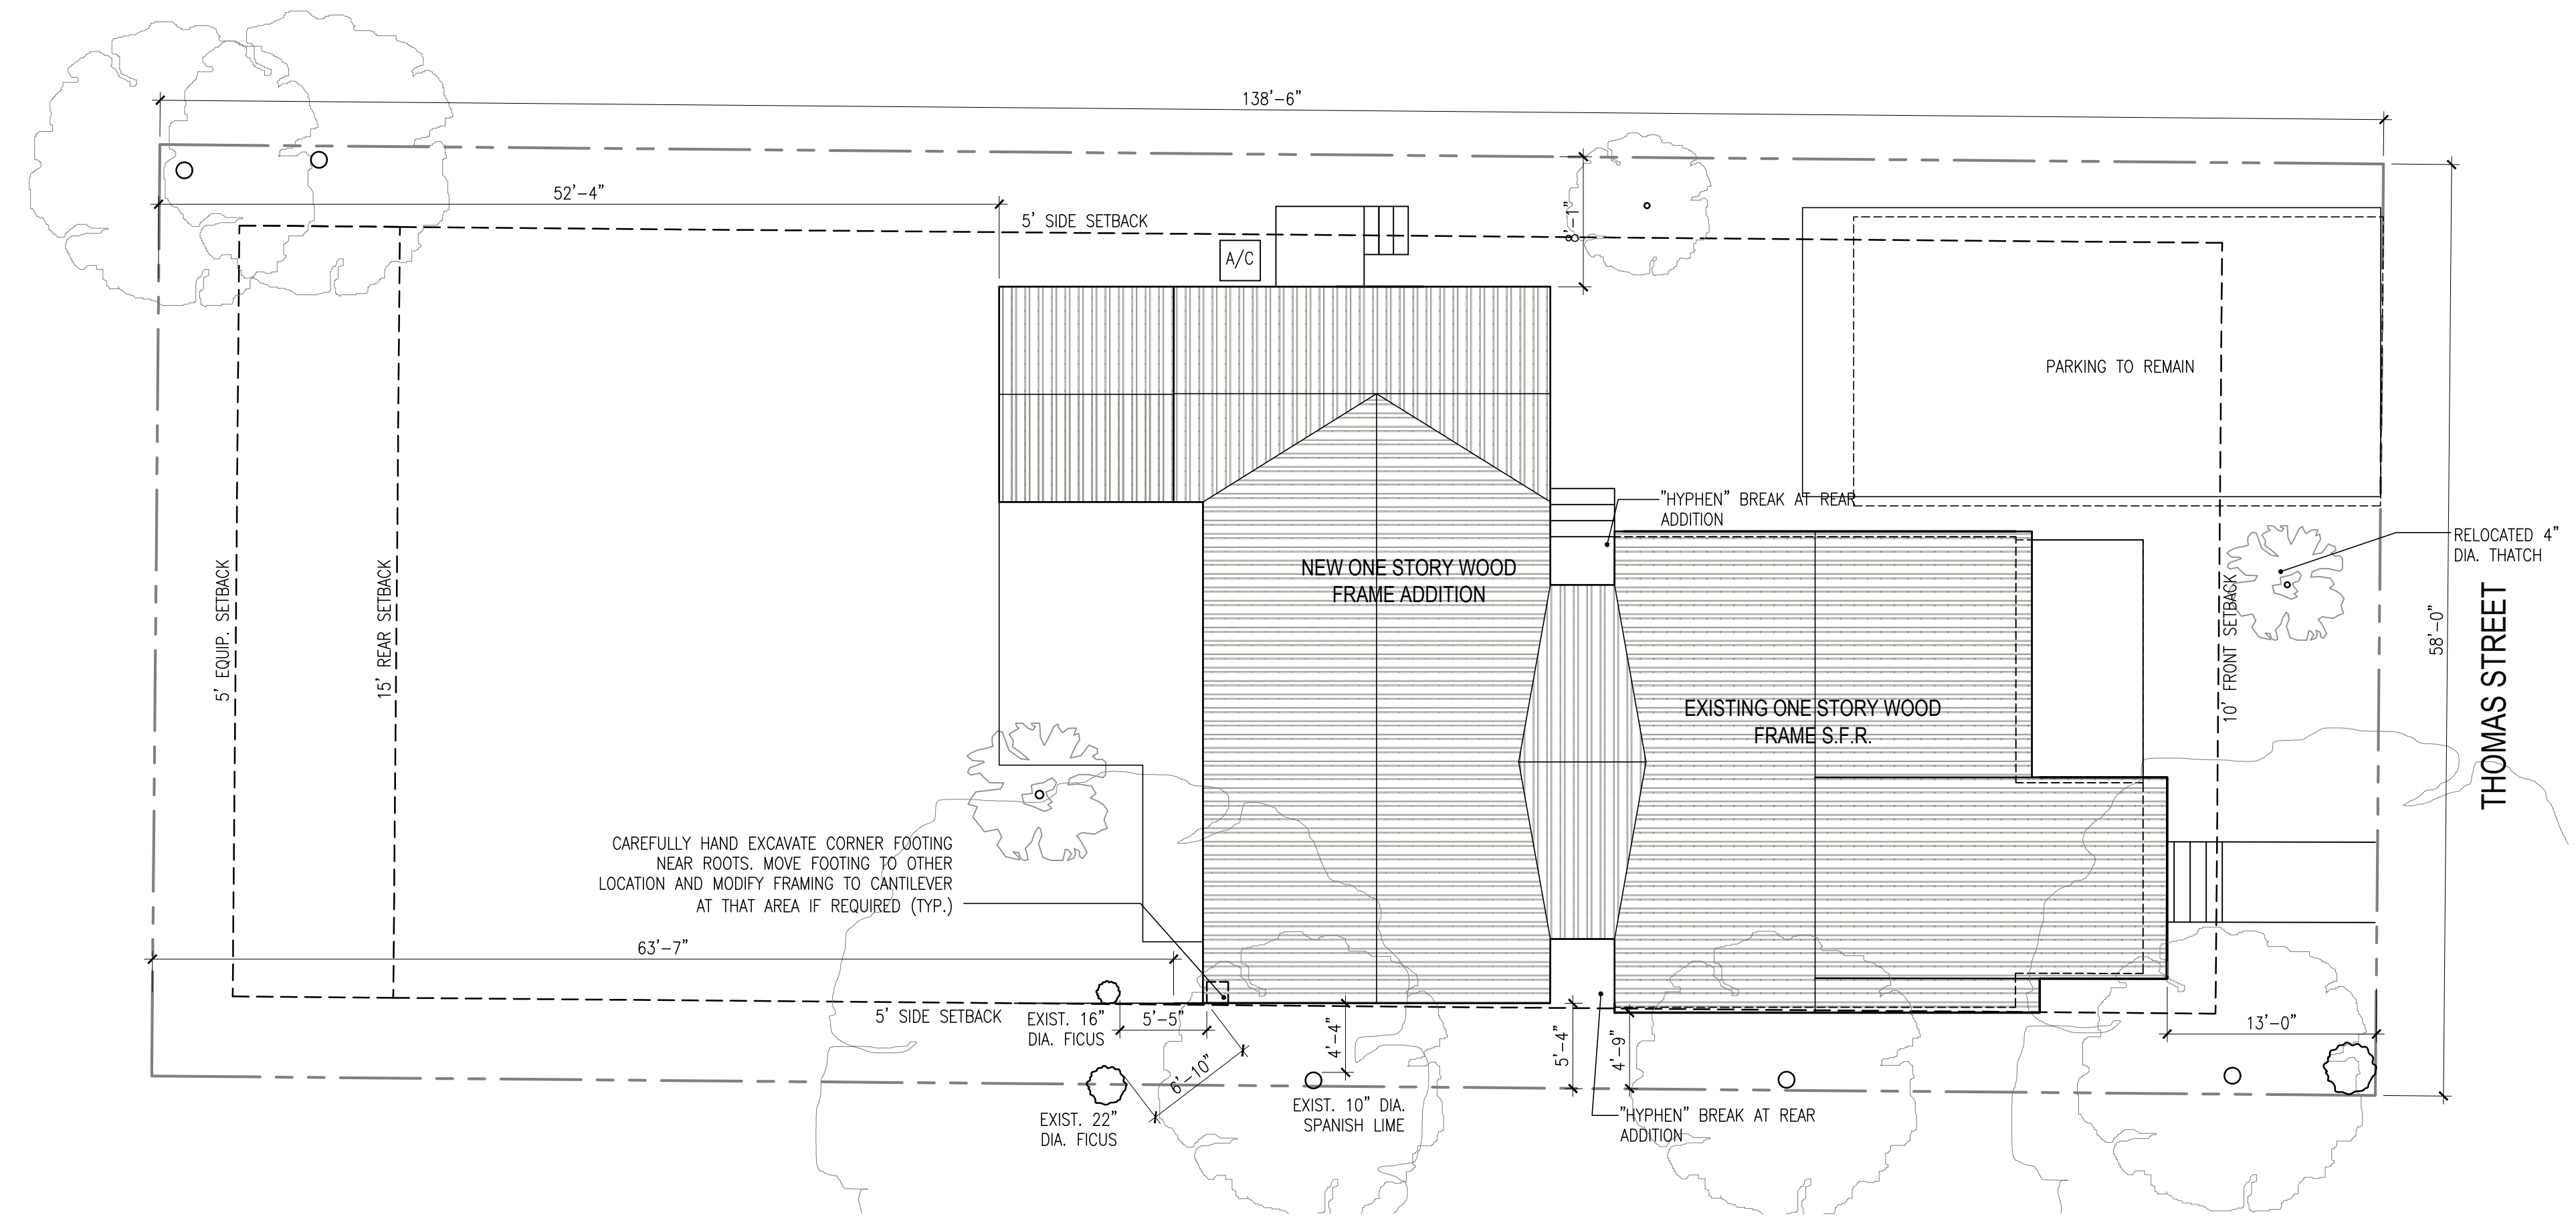 138'-6"
52'-4"
5' SIDE SETBACK
8'-1"
A/C
PARKING TO REMAIN
"HYPHEN" BREAK AT REAR
ADDITION
RELOCATED 4"
DIA. THATCH
NEW ONE STORY WOOD
FRAME ADDITION
5' EQUIP. SETBACK
15' REAR SETBACK
10' FRONT SETBACK
58'-0"
THOMAS STREET
EXISTING ONE STORY WOOD
FRAME S.F.R.
CAREFULLY HAND EXCAVATE CORNER FOOTING
NEAR ROOTS. MOVE FOOTING TO OTHER
LOCATION AND MODIFY FRAMING TO CANTILEVER
AT THAT AREA IF REQUIRED (TYP.)
63'-7"
5' SIDE SETBACK
EXIST. 16"
DIA. FICUS
5'-5"
4'-4"
5'-4"
4'-9"
13'-0"
6'-10"
EXIST. 22"
DIA. FICUS
EXIST. 10" DIA.
SPANISH LIME
"HYPHEN" BREAK AT REAR
ADDITION